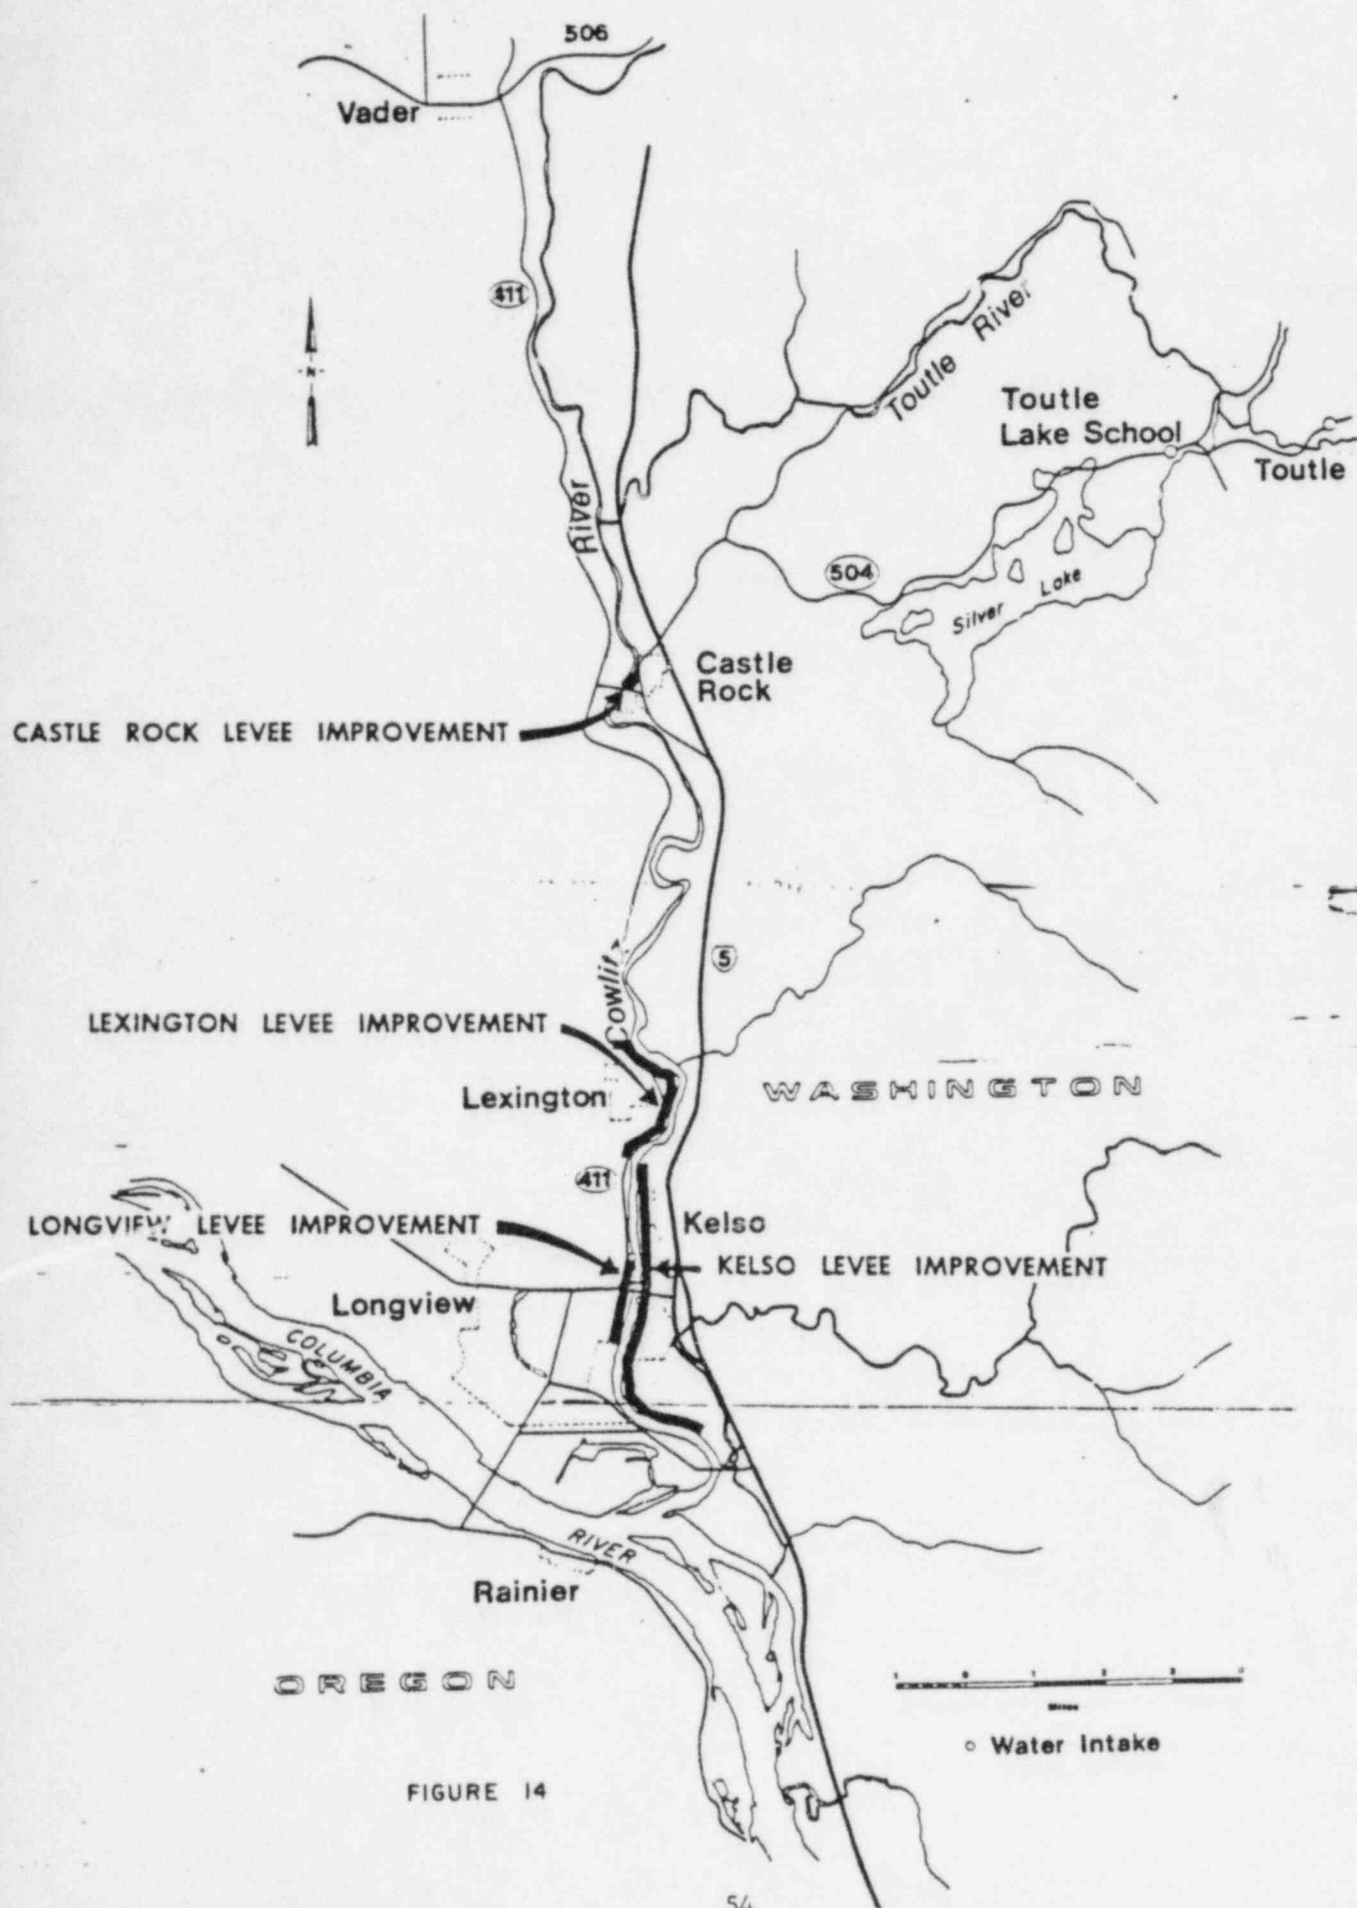 506
Vader
411
N
Toutle River
Toutle
Lake School
Toutle
River
504
Silver Lake
Castle
Rock
CASTLE ROCK LEVEE IMPROVEMENT
5
LEXINGTON LEVEE IMPROVEMENT
WASHINGTON
Lexington
411
LONGVIEW LEVEE IMPROVEMENT
Kelso
KELSO LEVEE IMPROVEMENT
Longview
COLUMBIA
RIVER
Rainier
OREGON
Water Intake
FIGURE 14
54